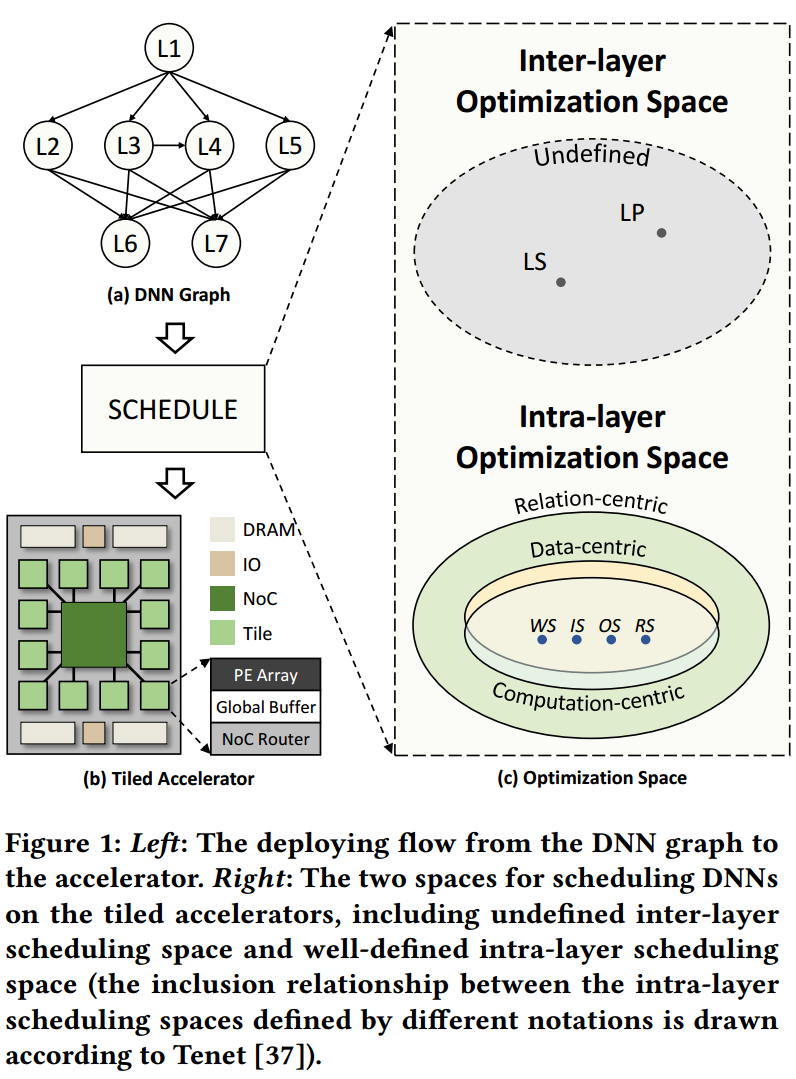 L1
L2
L3
L4
L5
L6
L7
(a) DNN Graph
SCHEDULE
DRAM
IO
NoC
Tile
PE Array
Global Buffer
NoC Router
(b) Tiled Accelerator
Inter-layer
Optimization Space
Undefined
LP
LS
Intra-layer
Optimization Space
Relation-centric
Data-centric
WS IS OS RS
Computation-centric
(c) Optimization Space
Figure 1: Left: The deploying flow from the DNN graph to
the accelerator. Right: The two spaces for scheduling DNNs
on the tiled accelerators, including undefined inter-layer
scheduling space and well-defined intra-layer scheduling
space (the inclusion relationship between the intra-layer
scheduling spaces defined by different notations is drawn
according to Tenet [37]).